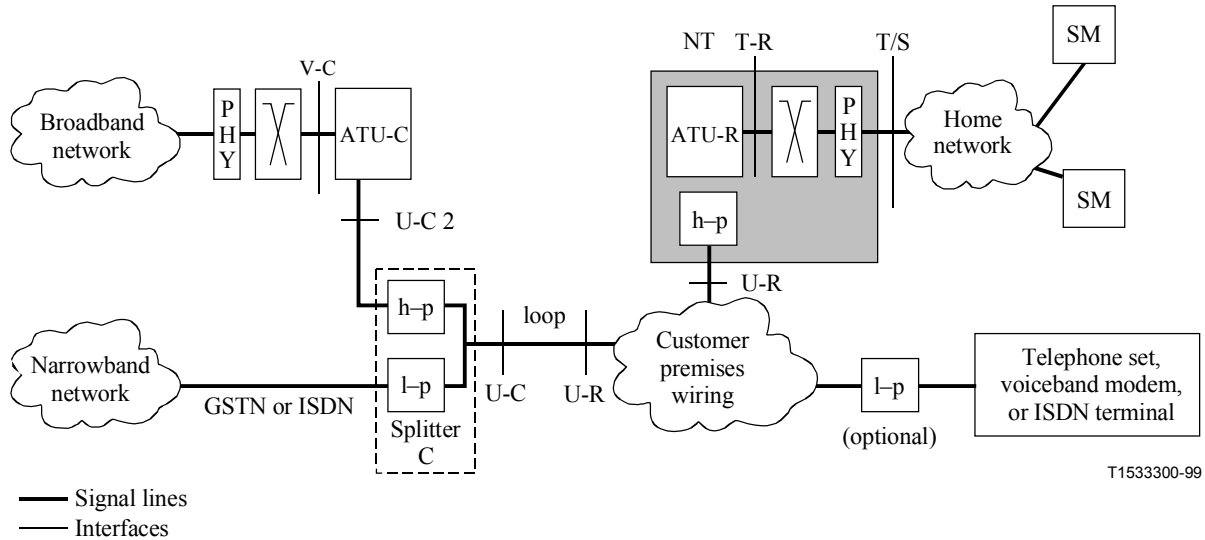 NT
T-R
T/S
SM
V-C
Broadband
network
P
H
Y
ATU-C
ATU-R
P
H
Y
Home
network
SM
U-C 2
h–p
U-R
h–p
loop
Narrowband
network
GSTN or ISDN
l–p
Splitter
C
U-C
U-R
Customer
premises
wiring
l–p
(optional)
Telephone set,
voiceband modem,
or ISDN terminal
T1533300-99
Signal lines
Interfaces